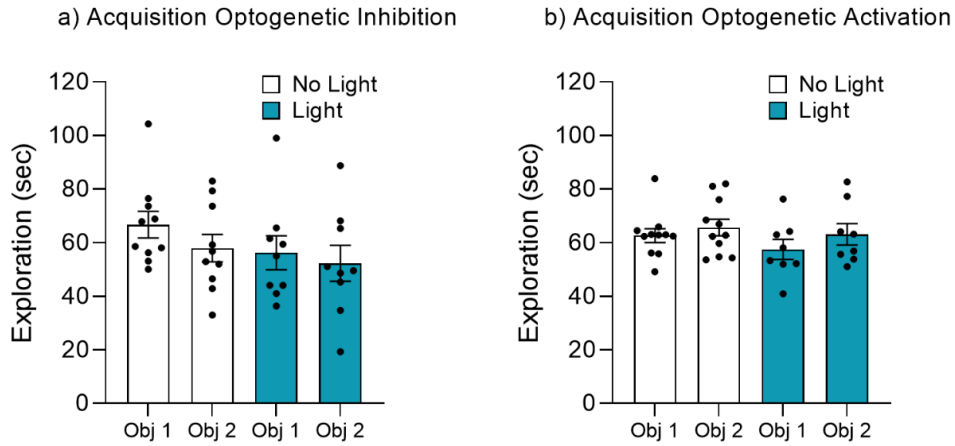 a) Acquisition Optogenetic Inhibition
120
100
80
60
40
20
0
Exploration (sec)
No Light
Light
Obj 1 Obj 2 Obj 1 Obj 2
b) Acquisition Optogenetic Activation
120
100
80
60
40
20
0
Exploration (sec)
No Light
Light
Obj 1 Obj 2 Obj 1 Obj 2